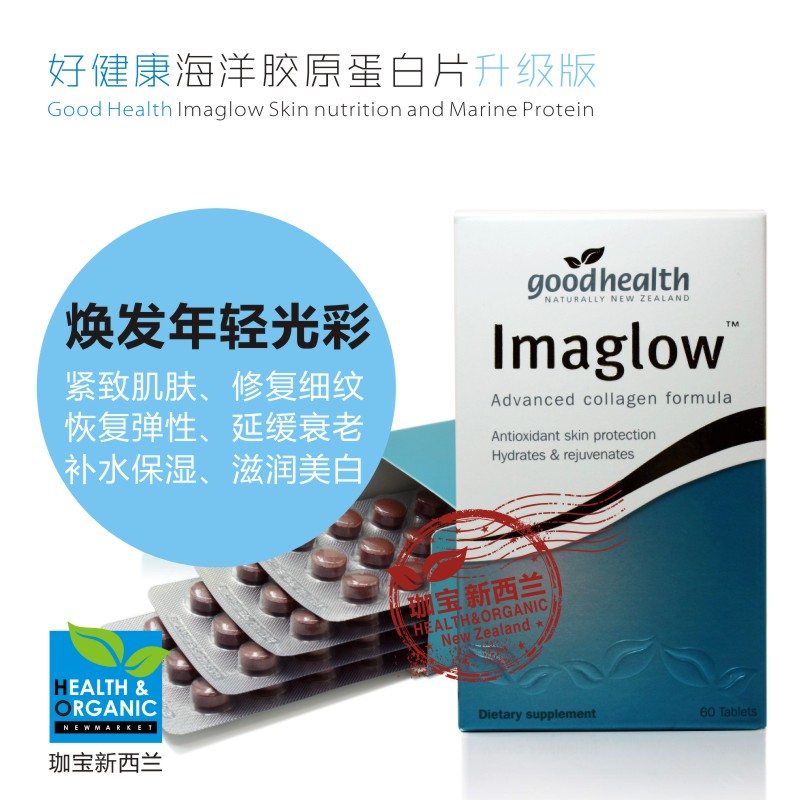 好健康海洋胶原蛋白片升级版
Good Health Imaglow Skin nutrition and Marine Protein
焕发年轻光彩
紧致肌肤、修复细纹
恢复弹性、延缓衰老
补水保湿、滋润美白
goodhealth
NATURALLY NEW ZEALAND
Imaglow™
Advanced collagen formula
Antioxidant skin protection
Hydrates & rejuvenates
珈宝新西兰
HEALTH&ORGANIC
New Zealand
Dietary supplement
60 Tablets
HEALTH &
ORGANIC
NEWMARKET
珈宝新西兰